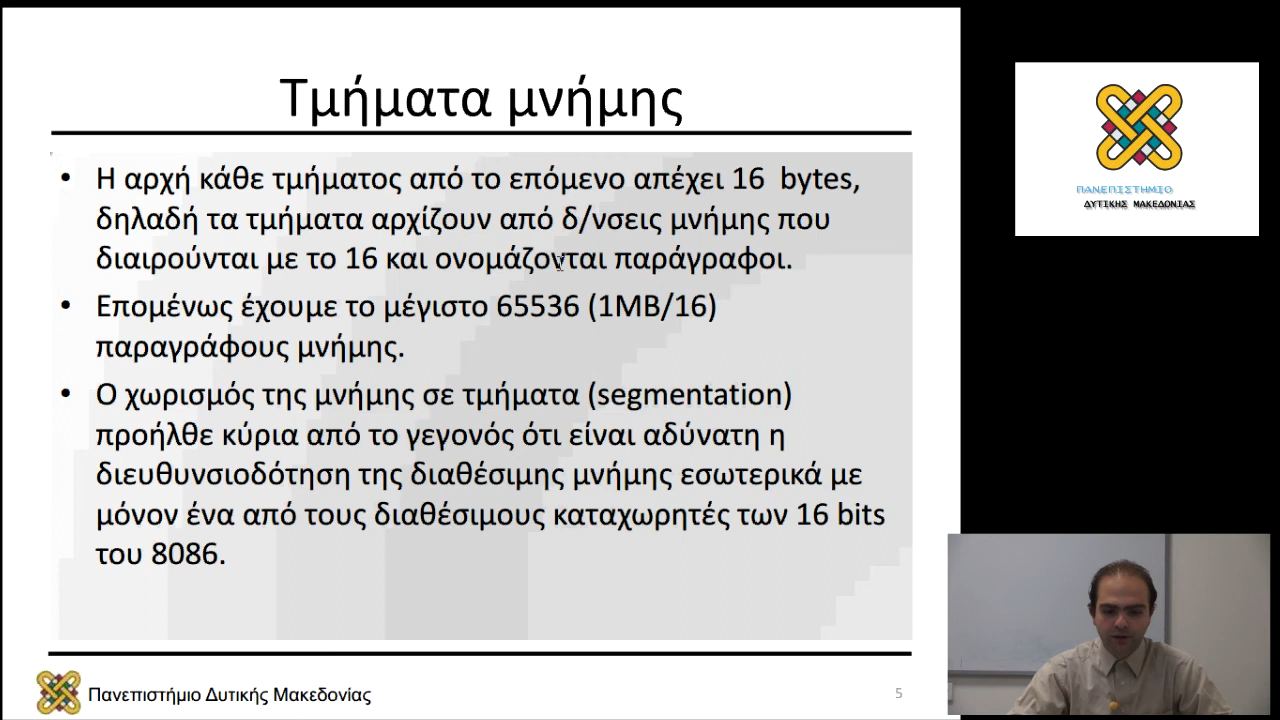 Τμήματα μνήμης
• Η αρχή κάθε τμήματος από το επόμενο απέχει 16 bytes,
δηλαδή τα τμήματα αρχίζουν από δ/νσεις μνήμης που
διαιρούνται με το 16 και ονομάζονται παράγραφοι.
• Επομένως έχουμε το μέγιστο 65536 (1MB/16)
παραγράφους μνήμης.
• Ο χωρισμός της μνήμης σε τμήματα (segmentation)
προήλθε κύρια από το γεγονός ότι είναι αδύνατη η
διευθυνσιοδότηση της διαθέσιμης μνήμης εσωτερικά με
μόνον ένα από τους διαθέσιμους καταχωρητές των 16 bits
του 8086.
Πανεπιστήμιο Δυτικής Μακεδονίας
5
ΠΑΝΕΠΙΣΤΗΜΙΟ
ΔΥΤΙΚΗΣ ΜΑΚΕΔΟΝΙΑΣ